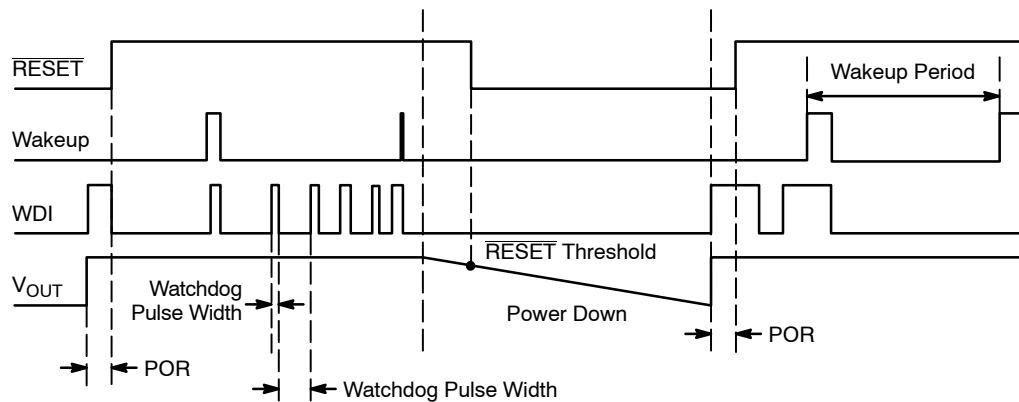 RESET
Wakeup Period
Wakeup
WDI
RESET Threshold
VOUT
Watchdog
Pulse Width
Power Down
POR
POR
Watchdog Pulse Width